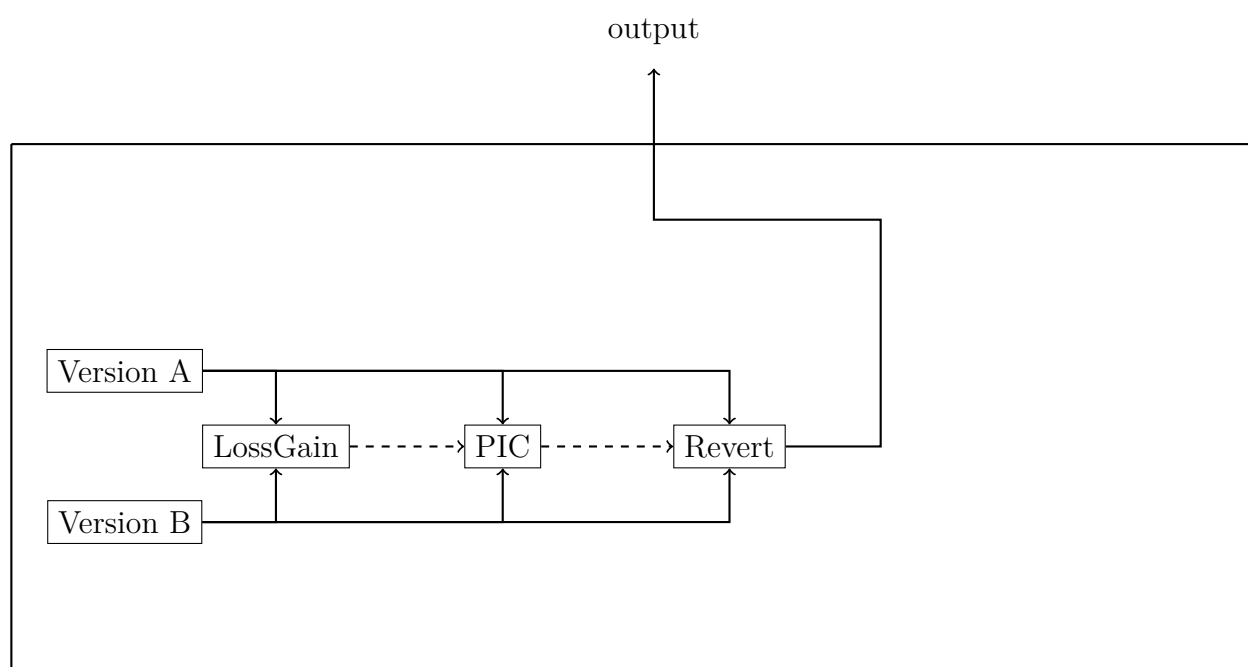 output
Version A
LossGain
PIC
Revert
Version B